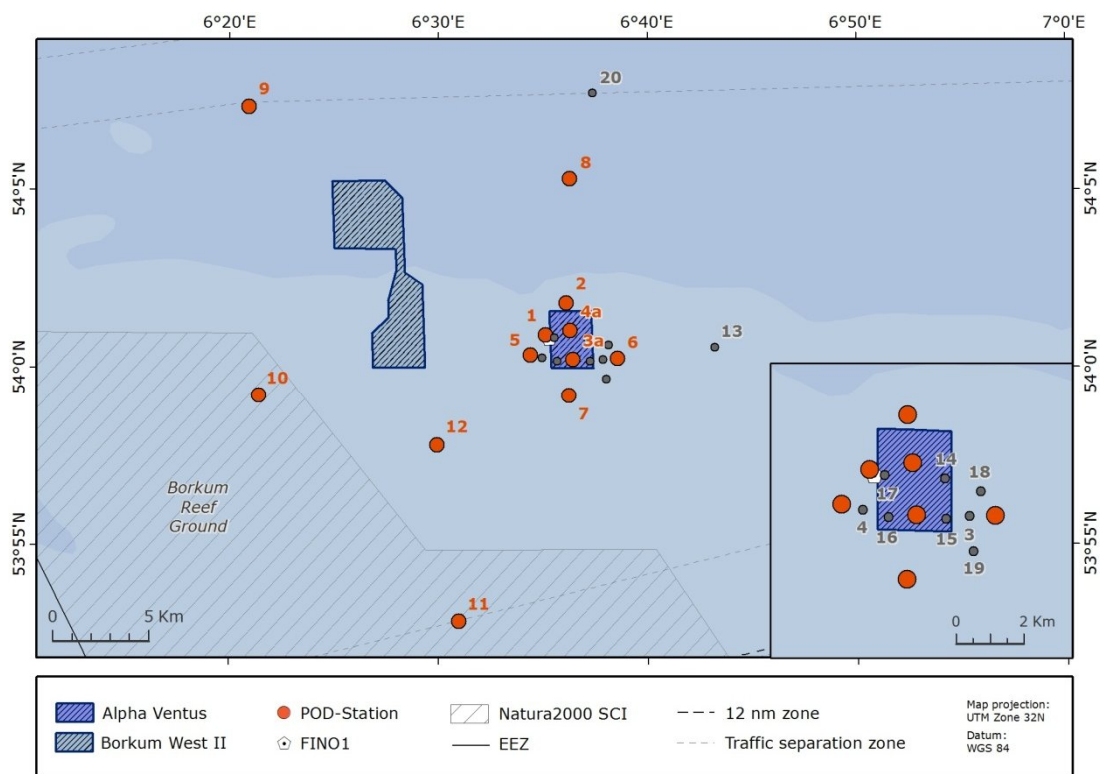 6°20'E 6°30'E 6°40'E 6°50'E 7°0'E
9
20
8
54°5'N 54°5'N
2
1 4a
13
5 3a 6
54°0'N 54°0'N
10
7
12
14
18
Borkum
Reef
Ground
17
4
16 15 3
53°55'N 53°55'N
19
11
5 Km
0
0 2 Km
Alpha Ventus POD-Station Natura2000 SCI 12 nm zone
Borkum West II FINO1 EEZ Traffic separation zone
Map projection:
UTM Zone 32N
Datum:
WGS 84